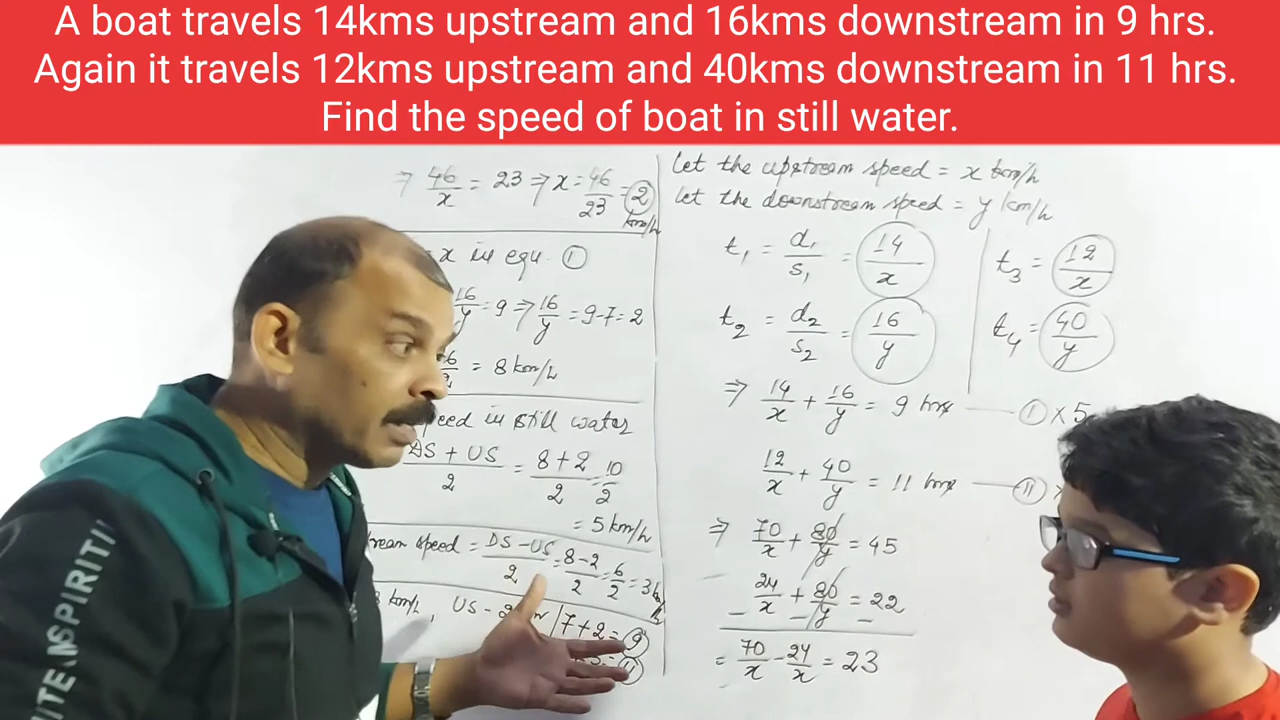 A boat travels 14kms upstream and 16kms downstream in 9 hrs.
Again it travels 12kms upstream and 40kms downstream in 11 hrs.
Find the speed of boat in still water.
⇒ 46/x = 23 ⇒ x = 46/23 = 2 km/h
x in equ. ①
16/y = 9 ⇒ 16/y = 9-7 = 2
= 8 km/h
speed in still water
DS + US / 2 = 8+2 / 2 = 10/2
= 5 km/h
speed = DS - US / 2 = 8-2 / 2 = 6/2 = 3
km/h, US - 2
7+2 = 9
let the upstream speed = x km/h
let the downstream speed = y km/h
t1 = d1/s1 = 14/x
t2 = d2/s2 = 16/y
t3 = 12/x
t4 = 40/y
⇒ 14/x + 16/y = 9 hrs — ① × 5
12/x + 40/y = 11 hrs — ⑪
⇒ 70/x + 80/y = 45
- 24/x + 80/y = 22
= 70/x - 24/x = 23
SPIRIT